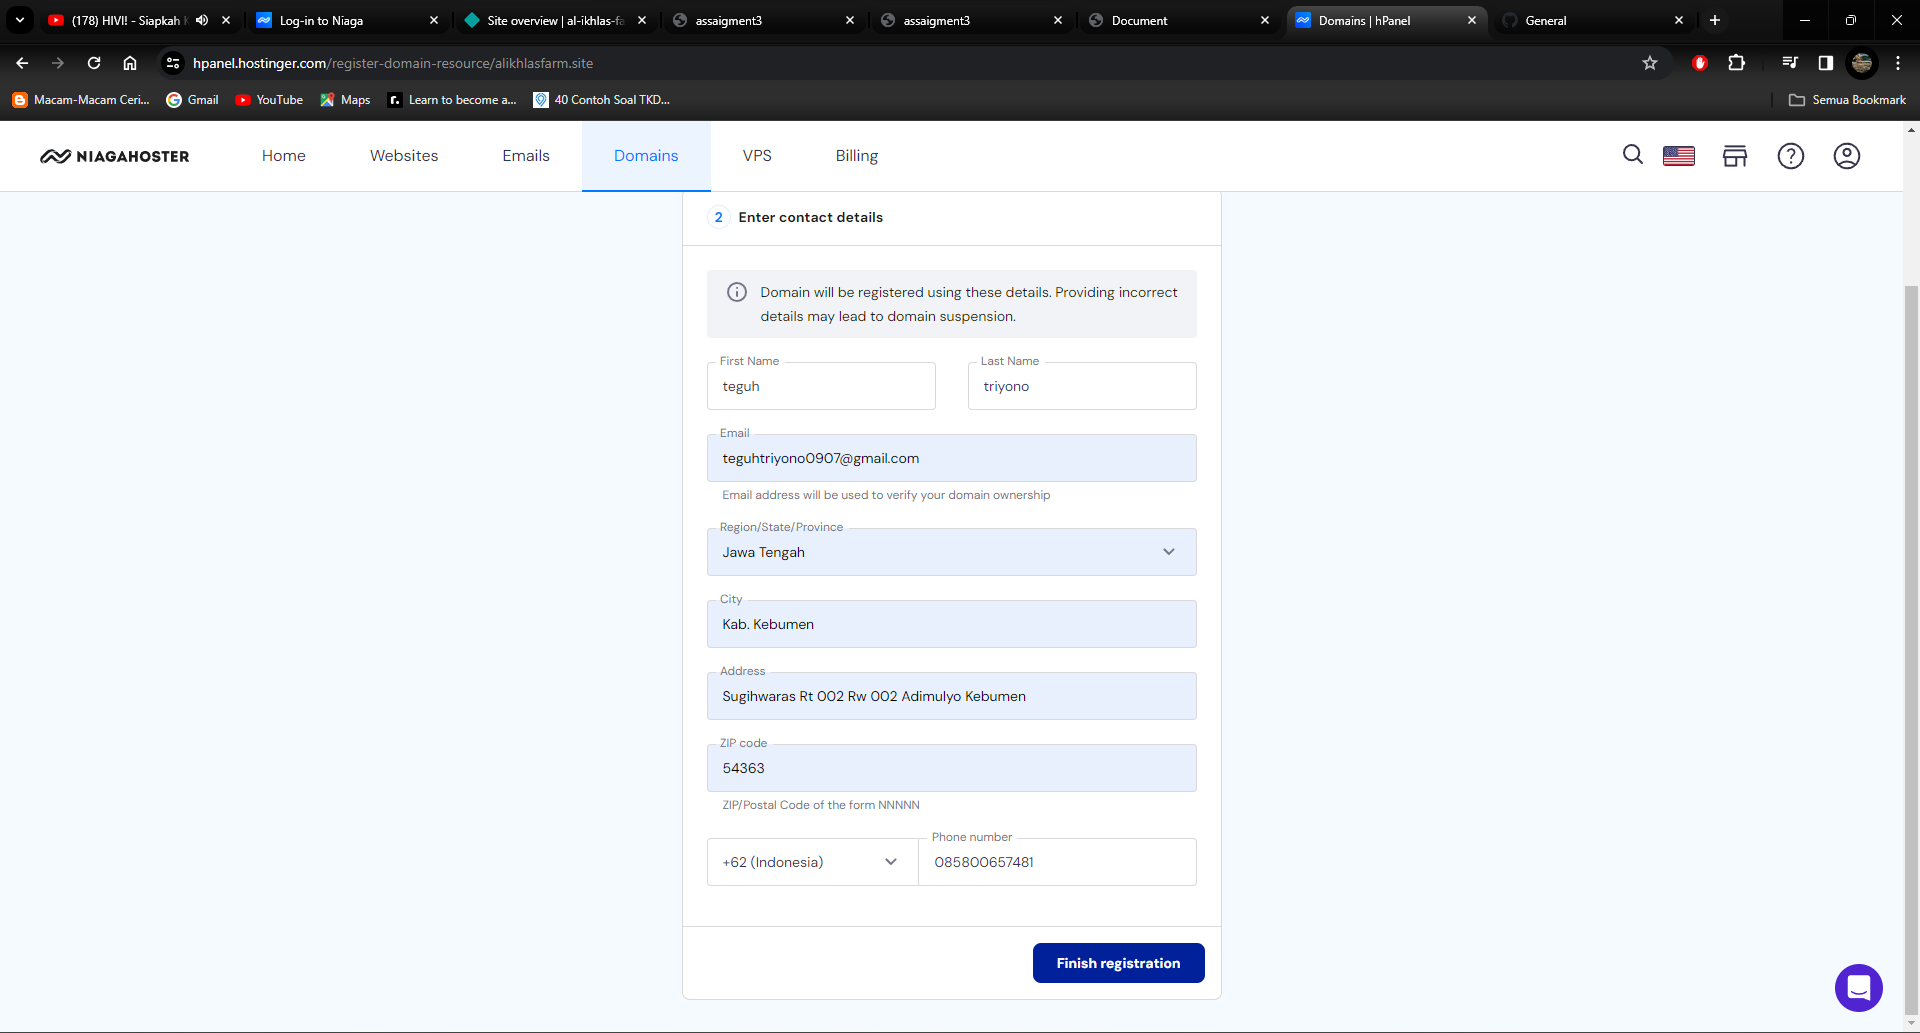 (178) HIVI! - Siapkah
Log-in to Niaga
Site overview | al-ikhlas-fa
assaigment3
assaigment3
Document
Domains | hPanel
General
hpanel.hostinger.com/register-domain-resource/alikhlasfarm.site
Macam-Macam Ceri...
Gmail
YouTube
Maps
Learn to become a...
40 Contoh Soal TKD...
Semua Bookmark
NIAGAHOSTER
Home
Websites
Emails
Domains
VPS
Billing
2 Enter contact details
Domain will be registered using these details. Providing incorrect
details may lead to domain suspension.
First Name
teguh
Last Name
triyono
Email
teguhtriyono0907@gmail.com
Email address will be used to verify your domain ownership
Region/State/Province
Jawa Tengah
City
Kab. Kebumen
Address
Sugihwaras Rt 002 Rw 002 Adimulyo Kebumen
ZIP code
54363
ZIP/Postal Code of the form NNNNN
+62 (Indonesia)
Phone number
085800657481
Finish registration